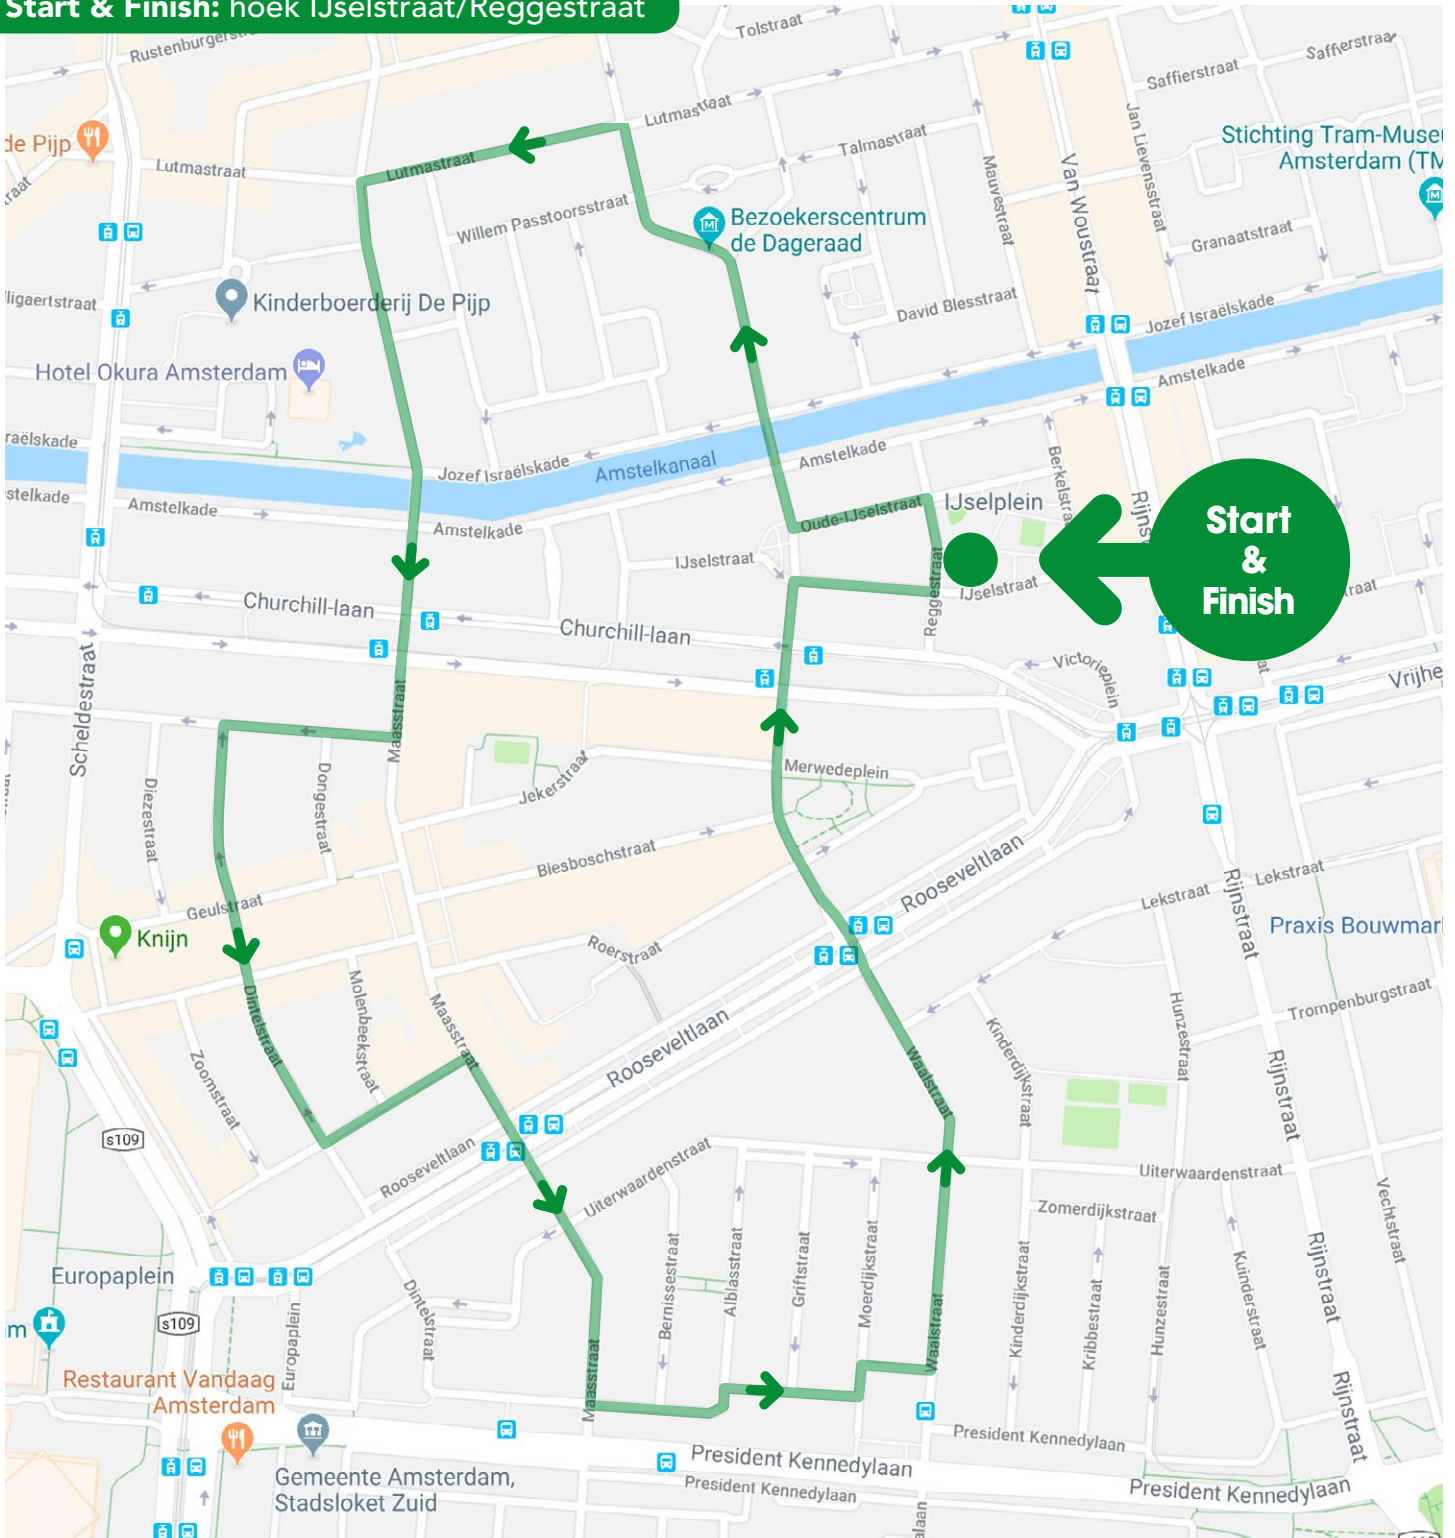 Start & Finish: hoek IJselstraat/Reggestraat
Tolstraat
Saffierstraat
Saffierstraat
Lutmastraat
Jan Lievensstraat
de Pijp
Lutmastraat
Lutmastraat
Talmastraat
Mauvestraat
Van Woustraat
Stichting Tram-Muse
Amsterdam (TM
Willem Passtoorsstraat
Bezoekerscentrum
de Dageraad
Granaatstraat
Kinderboerderij De Pijp
David Blesstraat
Jozef Israëlskade
Hotel Okura Amsterdam
Amstelkade
Jozef Israëlskade
Amstelkanaal
Amstelkade
Amstelkade
Amstelkade
Oude-IJselstraat
IJselplein
Start
&
Finish
IJselstraat
IJselstraat
Reggestraat
Churchill-laan
Churchill-laan
Victorieplein
Vrijhe
Scheldestraat
Maasstraat
Diezestraat
Dongestraat
Jekerstraat
Merwedeplein
Biesboschstraat
Rooseveltlaan
Geulstraat
Lekstraat
Lekstraat
Rijnstraat
Praxis Bouwmar
Knijn
Roerstraat
Dintelstraat
Molenbeekstraat
Maasstraat
Zoomstraat
Rooseveltlaan
Hunzestraat
Trompenburgstraat
Kinderdijkstraat
Waalstraat
Rijnstraat
s109
Rooseveltlaan
Uiterwaardenstraat
Uiterwaardenstraat
Zomerdijkstraat
Vechtstraat
Europaplein
s109
Europaplein
Dintelstraat
Bernissestraat
Alblasstraat
Griftstraat
Moerdijkstraat
Waalstraat
Kinderdijkstraat
Kribbestraat
Hunzestraat
Kuinderstraat
Rijnstraat
Rijnstraat
Restaurant Vandaag
Amsterdam
Maasstraat
Gemeente Amsterdam,
Stadsloket Zuid
President Kennedylaan
President Kennedylaan
President Kennedylaan
President Kennedylaan